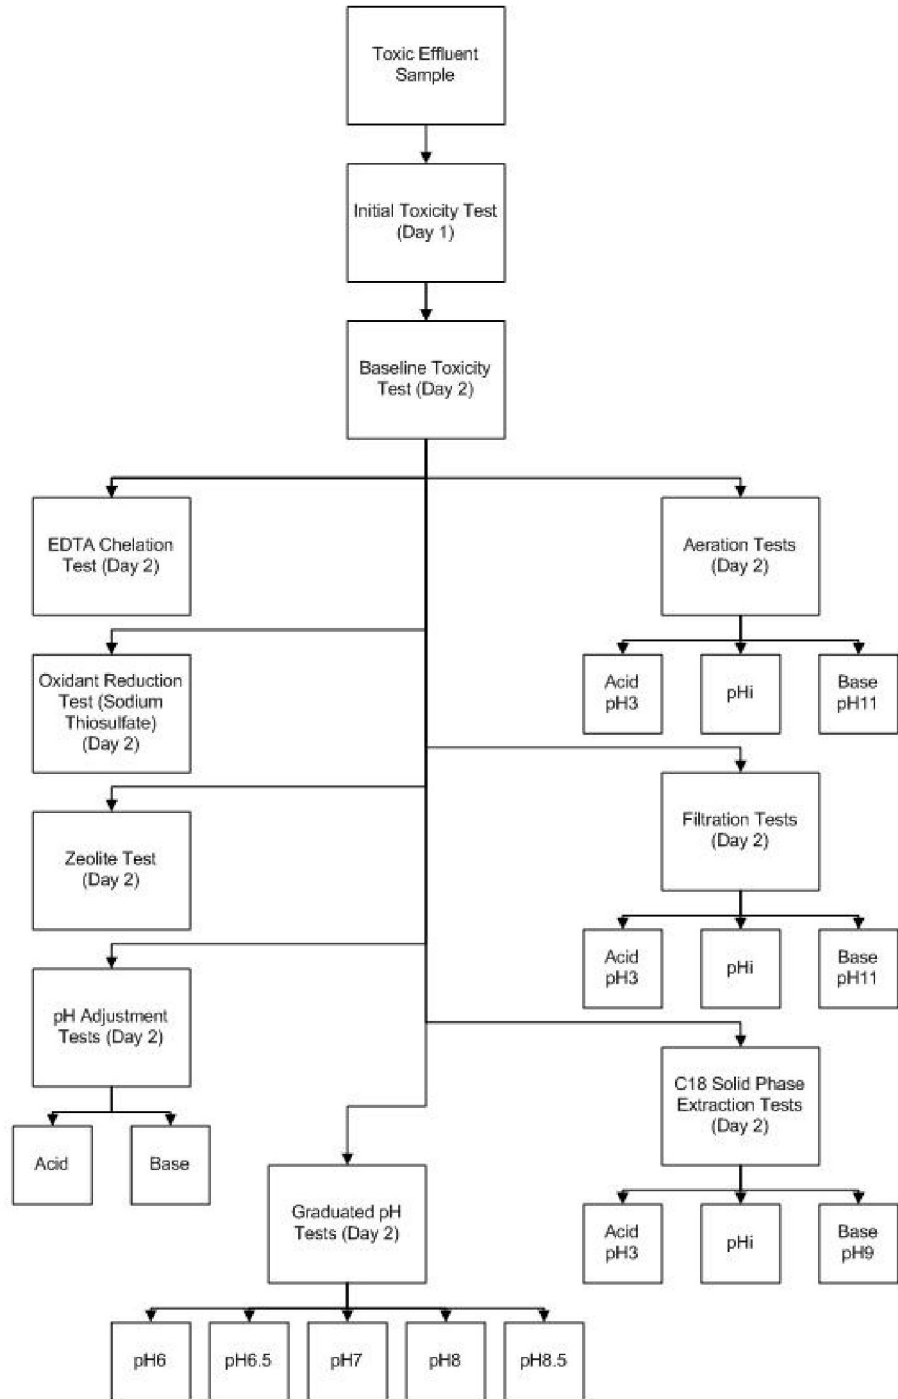 Toxic Effluent
Sample
Initial Toxicity Test
(Day 1)
Baseline Toxicity
Test (Day 2)
EDTA Chelation
Test (Day 2)
Aeration Tests
(Day 2)
Acid
pH3
pHi
Base
pH11
Oxidant Reduction
Test (Sodium
Thiosulfate)
(Day 2)
Filtration Tests
(Day 2)
Acid
pH3
pHi
Base
pH11
Zeolite Test
(Day 2)
pH Adjustment
Tests (Day 2)
Acid
Base
C18 Solid Phase
Extraction Tests
(Day 2)
Acid
pH3
pHi
Base
pH9
Graduated pH
Tests (Day 2)
pH6
pH6.5
pH7
pH8
pH8.5